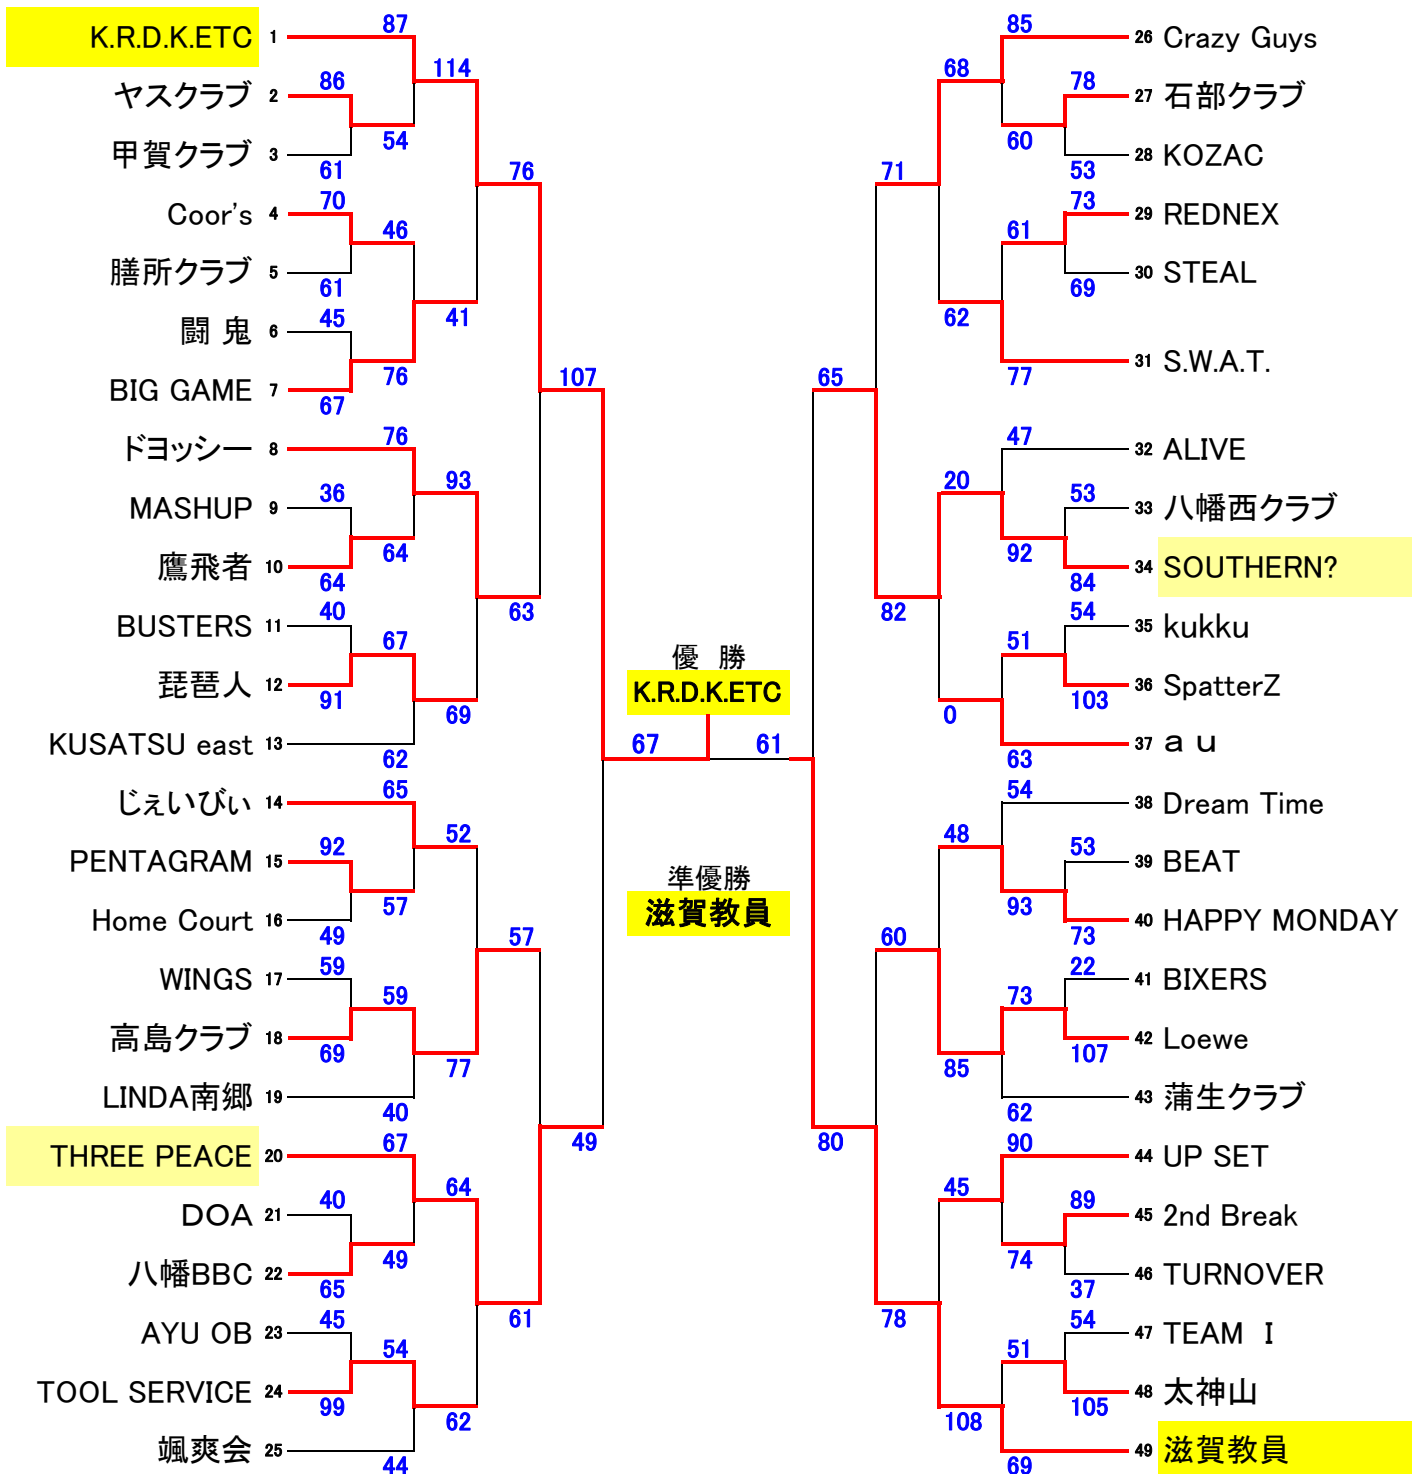 K.R.D.K.ETC 1 87
114
ヤスクラブ 2 86
54
甲賀クラブ 3 61
76
Coor's 4 70
46
膳所クラブ 5 61
41
闘 鬼 6 45
76
BIG GAME 7 67
107
ドヨッシー 8 76
93
MASHUP 9 36
64
鷹飛者 10 64
63
BUSTERS 11 40
67
琵琶人 12 91
69
KUSATSU east 13 62
67
じぇいびぃ 14 65
52
PENTAGRAM 15 92
57
Home Court 16 49
57
WINGS 17 59
59
高島クラブ 18 69
77
LINDA南郷 19 40
49
THREE PEACE 20 67
64
DOA 21 40
49
八幡BBC 22 65
61
AYU OB 23 45
54
TOOL SERVICE 24 99
62
颯爽会 25 44
優 勝
K.R.D.K.ETC
61
準優勝
滋賀教員
85 26 Crazy Guys
68
78 27 石部クラブ
60
53 28 KOZAC
71
73 29 REDNEX
61
69 30 STEAL
62
77 31 S.W.A.T.
65
47 32 ALIVE
20
53 33 八幡西クラブ
92
84 34 SOUTHERN?
82
54 35 kukku
51
103 36 SpatterZ
0
63 37 a u
54 38 Dream Time
48
53 39 BEAT
93
73 40 HAPPY MONDAY
60
22 41 BIXERS
73
107 42 Loewe
85
62 43 蒲生クラブ
80
90 44 UP SET
45
89 45 2nd Break
74
37 46 TURNOVER
78
54 47 TEAM I
51
105 48 太神山
108
69 49 滋賀教員